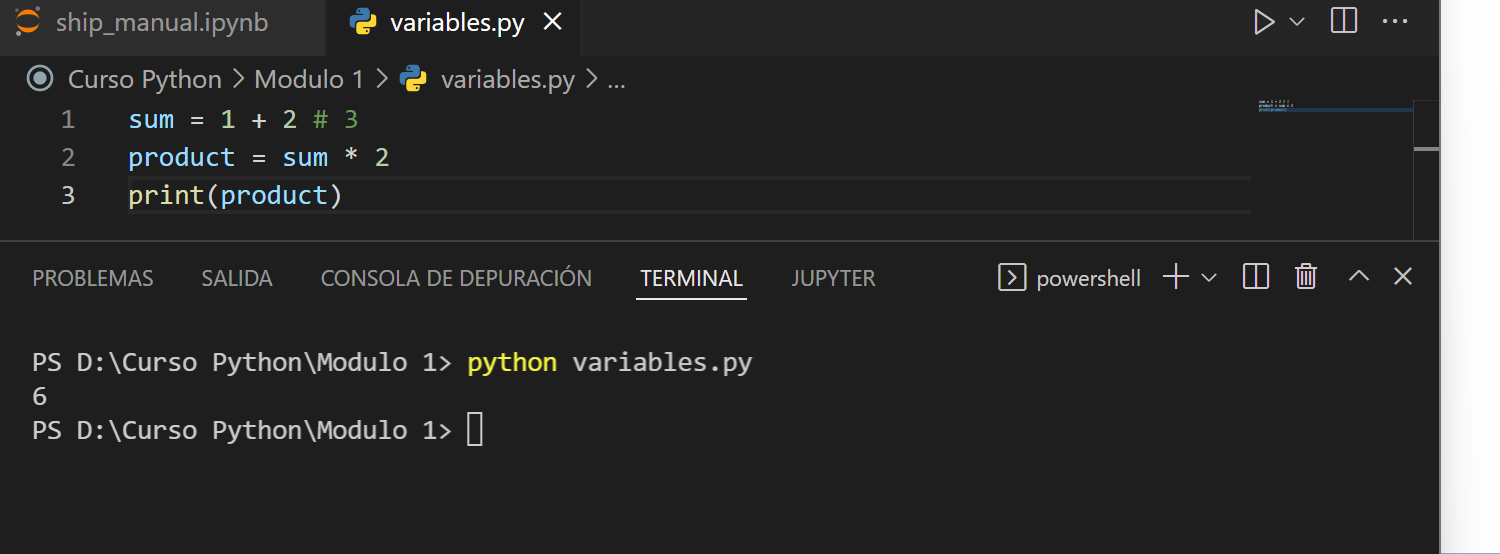 ship_manual.ipynb variables.py
Curso Python > Modulo 1 > variables.py > ...
1 sum = 1 + 2 # 3
2 product = sum * 2
3 print(product)
PROBLEMAS SALIDA CONSOLA DE DEPURACIÓN TERMINAL JUPYTER powershell
PS D:\Curso Python\Modulo 1> python variables.py
6
PS D:\Curso Python\Modulo 1>